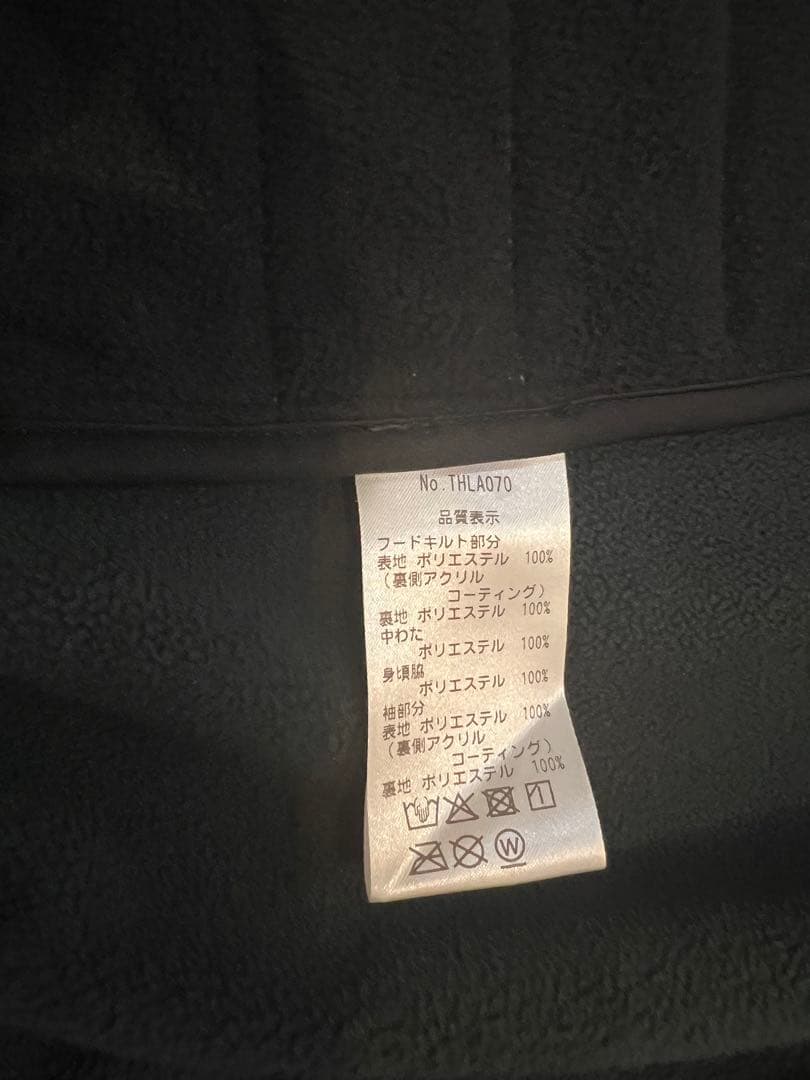 No.THLA070
品質表示
フードキルト部分
表地 ポリエステル 100%
(裏側アクリル
コーティング)
裏地 ポリエステル 100%
中わた
ポリエステル 100%
身頃脇
ポリエステル 100%
袖部分
表地 ポリエステル 100%
(裏側アクリル
コーティング)
裏地 ポリエステル 100%
W